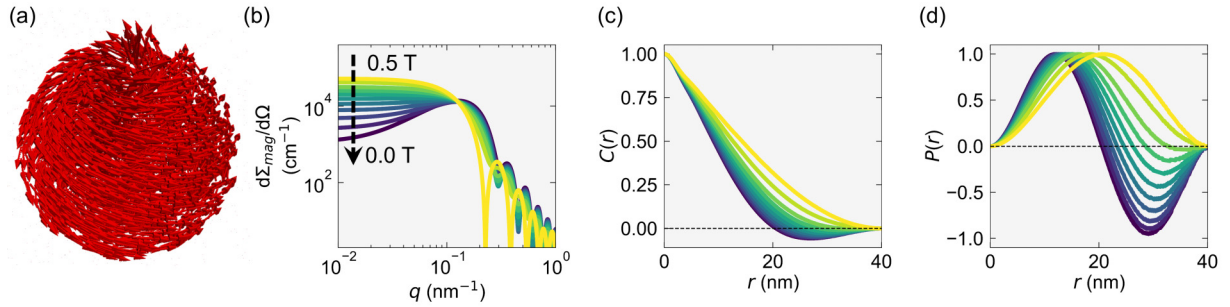 (a)
(b)
dΣ_mag/dΩ
(cm⁻¹)
10⁴
10²
0.5 T
0.0 T
10⁻² 10⁻¹ 10⁰
q (nm⁻¹)
(c)
C(r)
1.00
0.75
0.50
0.25
0.00
0 20 40
r (nm)
(d)
P(r)
1.0
0.5
0.0
−0.5
−1.0
0 20 40
r (nm)